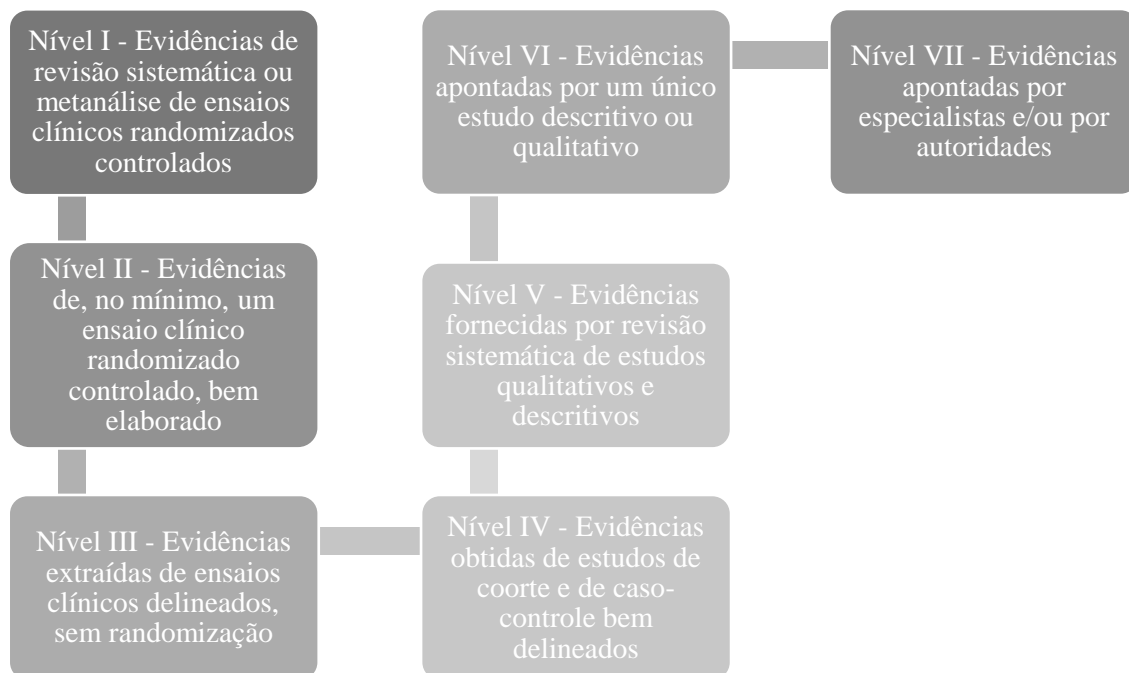 Nível I - Evidências de
revisão sistemática ou
metanálise de ensaios
clínicos randomizados
controlados
Nível II - Evidências
de, no mínimo, um
ensaio clínico
randomizado
controlado, bem
elaborado
Nível III - Evidências
extraídas de ensaios
clínicos delineados,
sem randomização
Nível IV - Evidências
obtidas de estudos de
coorte e de caso-
controle bem
delineados
Nível V - Evidências
fornecidas por revisão
sistemática de estudos
qualitativos e
descritivos
Nível VI - Evidências
apontadas por um único
estudo descritivo ou
qualitativo
Nível VII - Evidências
apontadas por
especialistas e/ou por
autoridades